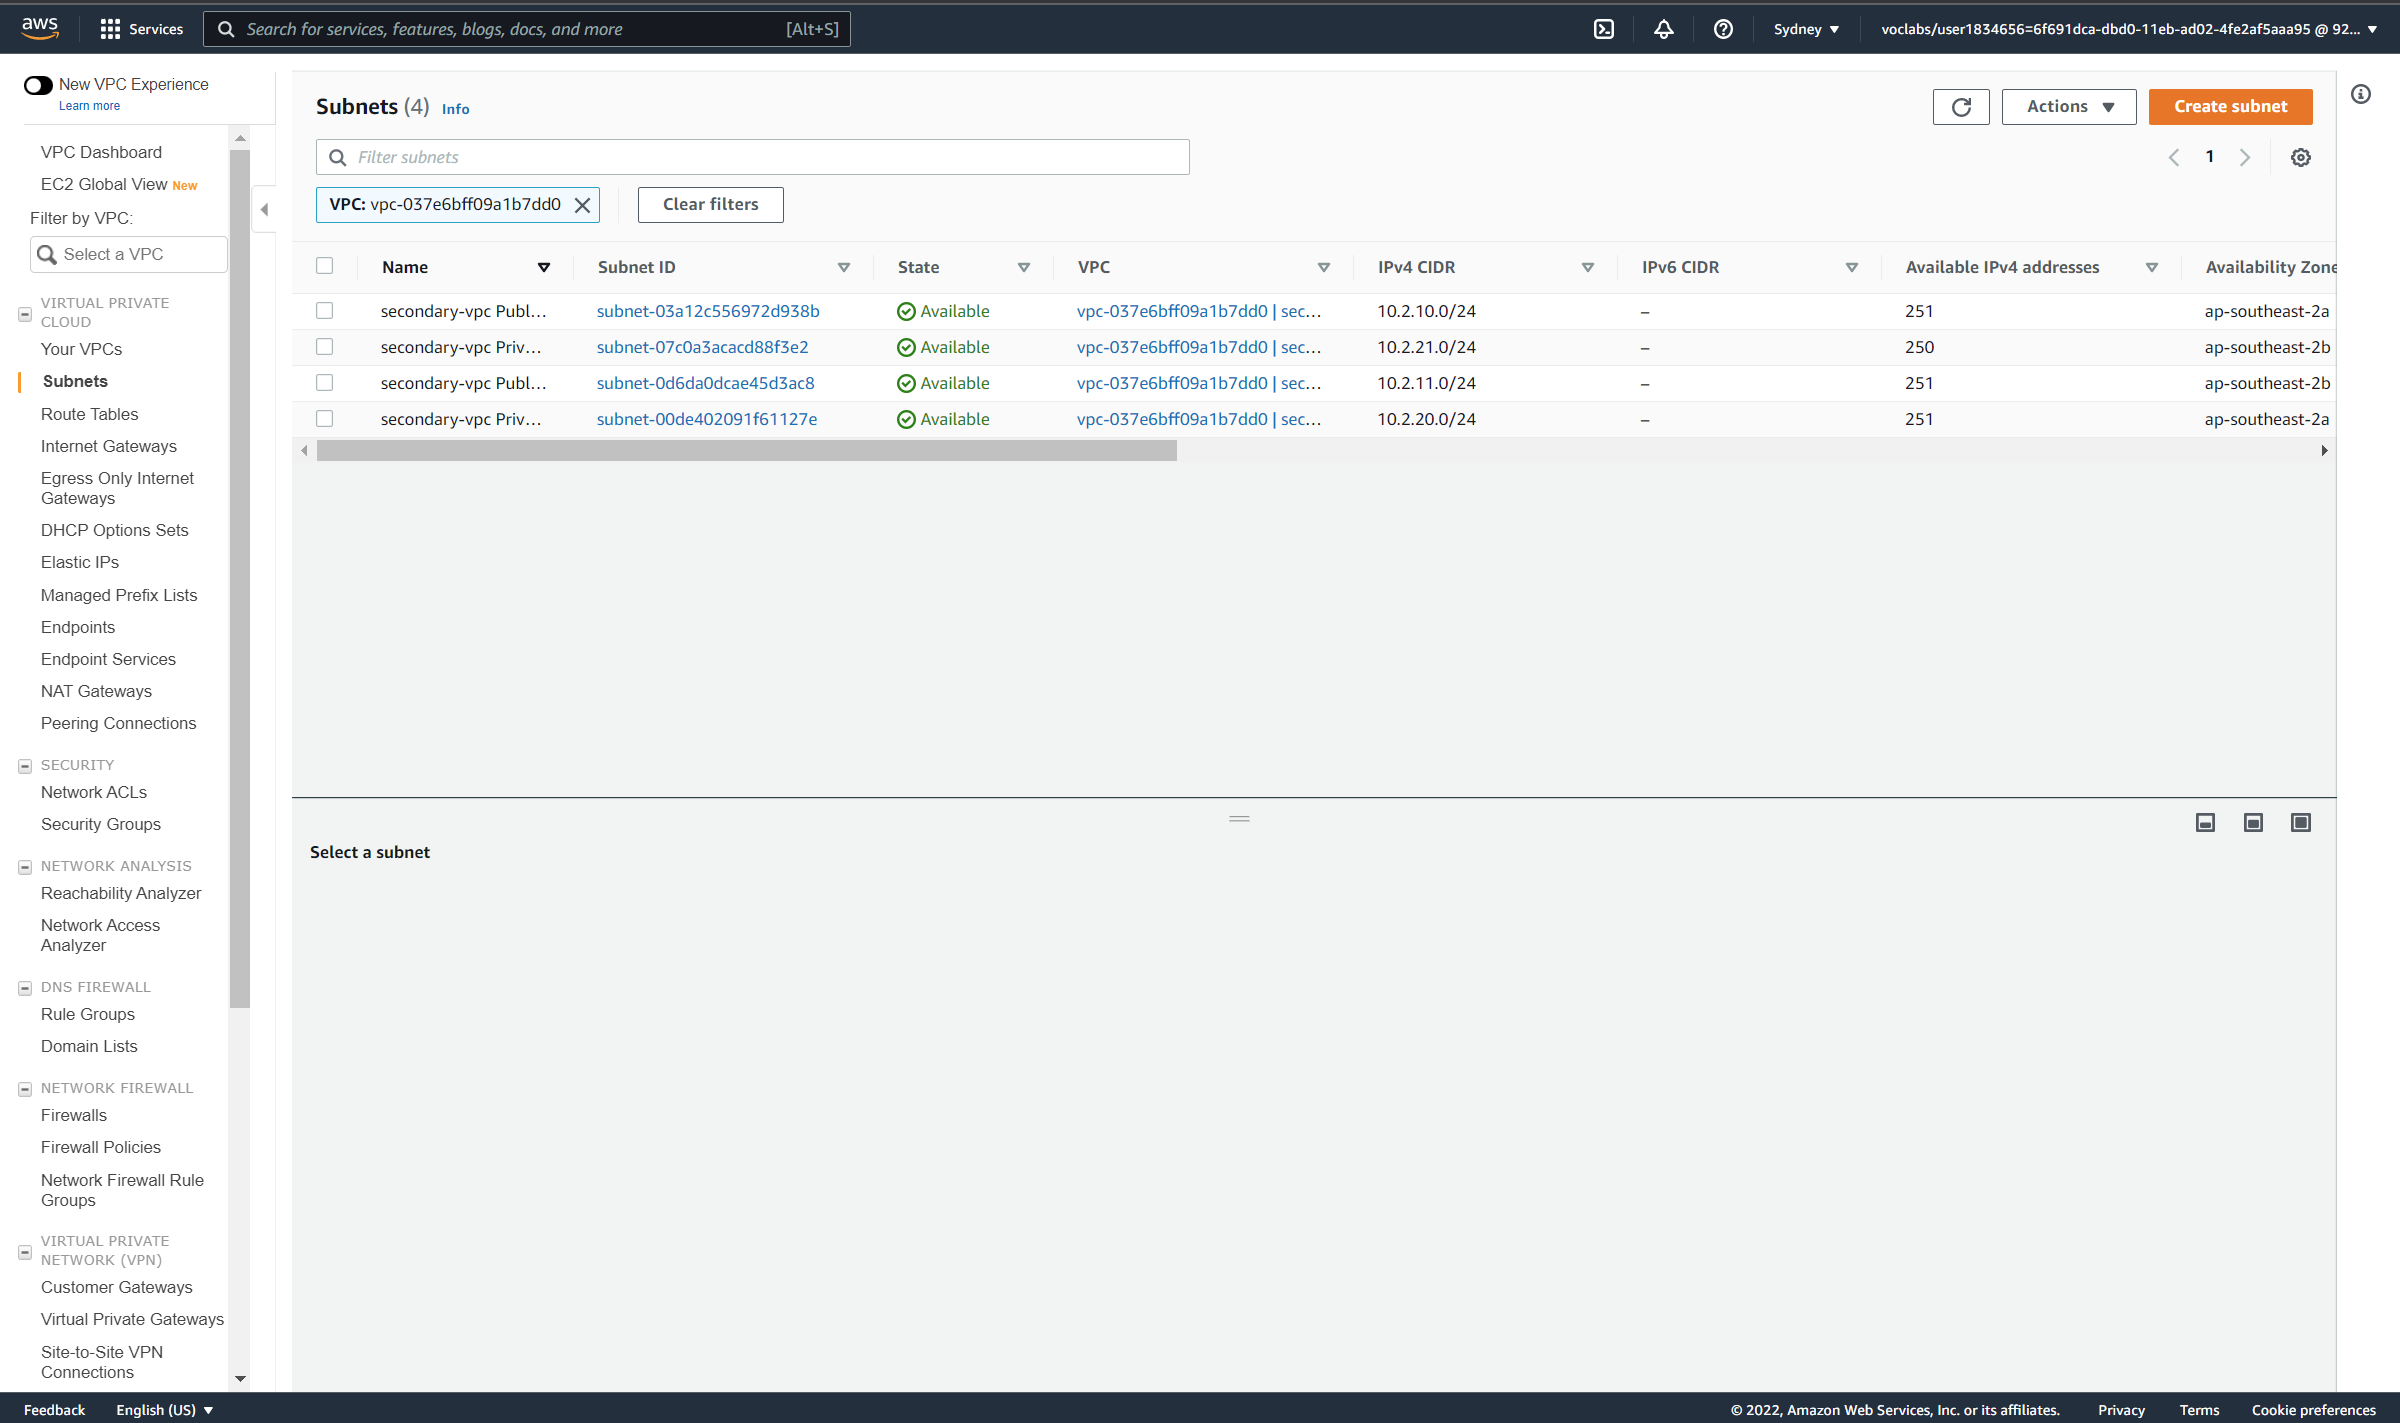 aws
Services
Search for services, features, blogs, docs, and more [Alt+S]
Sydney
voclabs/user1834656=6f691dca-dbd0-11eb-ad02-4fe2af5aaa95 @ 92...
New VPC Experience
Learn more
VPC Dashboard
EC2 Global View New
Filter by VPC:
Select a VPC
VIRTUAL PRIVATE
CLOUD
Your VPCs
Subnets
Route Tables
Internet Gateways
Egress Only Internet
Gateways
DHCP Options Sets
Elastic IPs
Managed Prefix Lists
Endpoints
Endpoint Services
NAT Gateways
Peering Connections
SECURITY
Network ACLs
Security Groups
NETWORK ANALYSIS
Reachability Analyzer
Network Access
Analyzer
DNS FIREWALL
Rule Groups
Domain Lists
NETWORK FIREWALL
Firewalls
Firewall Policies
Network Firewall Rule
Groups
VIRTUAL PRIVATE
NETWORK (VPN)
Customer Gateways
Virtual Private Gateways
Site-to-Site VPN
Connections
Subnets (4) Info
Actions
Create subnet
Filter subnets
1
VPC: vpc-037e6bff09a1b7dd0
Clear filters
Name Subnet ID State VPC IPv4 CIDR IPv6 CIDR Available IPv4 addresses Availability Zone
secondary-vpc Publ... subnet-03a12c556972d938b Available vpc-037e6bff09a1b7dd0 | sec... 10.2.10.0/24 – 251 ap-southeast-2a
secondary-vpc Priv... subnet-07c0a3acacd88f3e2 Available vpc-037e6bff09a1b7dd0 | sec... 10.2.21.0/24 – 250 ap-southeast-2b
secondary-vpc Publ... subnet-0d6da0dcae45d3ac8 Available vpc-037e6bff09a1b7dd0 | sec... 10.2.11.0/24 – 251 ap-southeast-2b
secondary-vpc Priv... subnet-00de402091f61127e Available vpc-037e6bff09a1b7dd0 | sec... 10.2.20.0/24 – 251 ap-southeast-2a
Select a subnet
Feedback
English (US)
© 2022, Amazon Web Services, Inc. or its affiliates.
Privacy
Terms
Cookie preferences